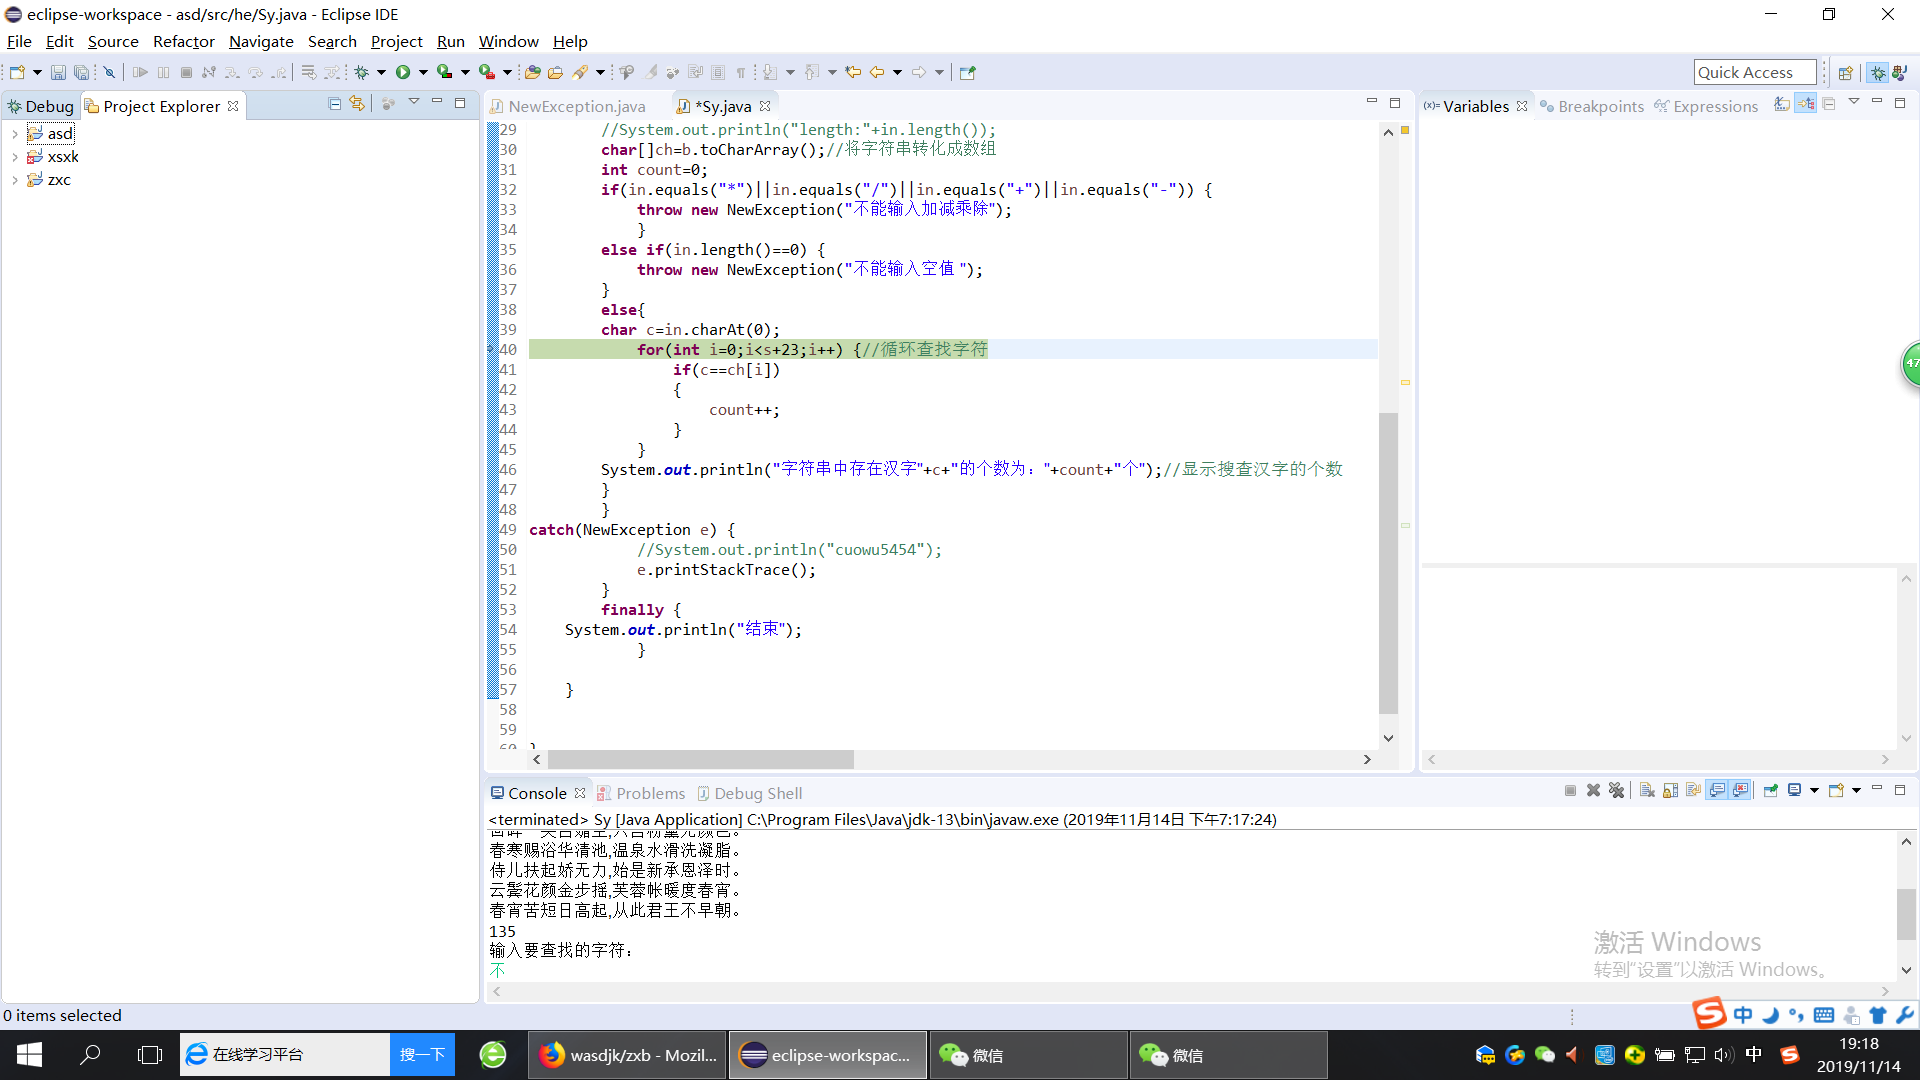 eclipse-workspace - asd/src/he/Sy.java - Eclipse IDE
File Edit Source Refactor Navigate Search Project Run Window Help
Quick Access
Debug Project Explorer
asd
xsxk
zxc
NewException.java *Sy.java
29 //System.out.println("length:"+in.length());
30 char[]ch=b.toCharArray();//将字符串转化成数组
31 int count=0;
32 if(in.equals("*")||in.equals("/")||in.equals("+")||in.equals("-")) {
33 throw new NewException("不能输入加减乘除");
34 }
35 else if(in.length()==0) {
36 throw new NewException("不能输入空值 ");
37 }
38 else{
39 char c=in.charAt(0);
40 for(int i=0;i<s+23;i++) {//循环查找字符
41 if(c==ch[i])
42 {
43 count++;
44 }
45 }
46 System.out.println("字符串中存在汉字"+c+"的个数为: "+count+"个");//显示搜查汉字的个数
47 }
48 }
49 catch(NewException e) {
50 //System.out.println("cuowu5454");
51 e.printStackTrace();
52 }
53 finally {
54 System.out.println("结束");
55 }
56
57 }
58
59
60 }
(x)= Variables Breakpoints Expressions
47
Console Problems Debug Shell
<terminated> Sy [Java Application] C:\Program Files\Java\jdk-13\bin\javaw.exe (2019年11月14日 下午7:17:24)
春寒赐浴华清池,温泉水滑洗凝脂。
侍儿扶起娇无力,始是新承恩泽时。
云鬓花颜金步摇,芙蓉帐暖度春宵。
春宵苦短日高起,从此君王不早朝。
135
输入要查找的字符:
不
激活 Windows
转到“设置”以激活 Windows。
0 items selected
中
在线学习平台 搜一下
wasdjk/zxb - Mozil...
eclipse-workspac...
微信
微信
中
19:18
2019/11/14